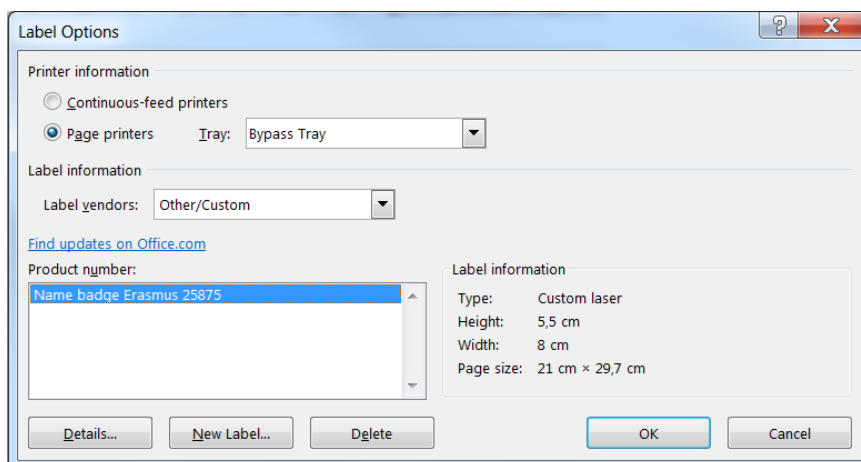 Label Options
Printer information
Continuous-feed printers
Page printers Tray: Bypass Tray
Label information
Label vendors: Other/Custom
Find updates on Office.com
Product number:
Name badge Erasmus 25875
Label information
Type: Custom laser
Height: 5,5 cm
Width: 8 cm
Page size: 21 cm × 29,7 cm
Details... New Label... Delete OK Cancel